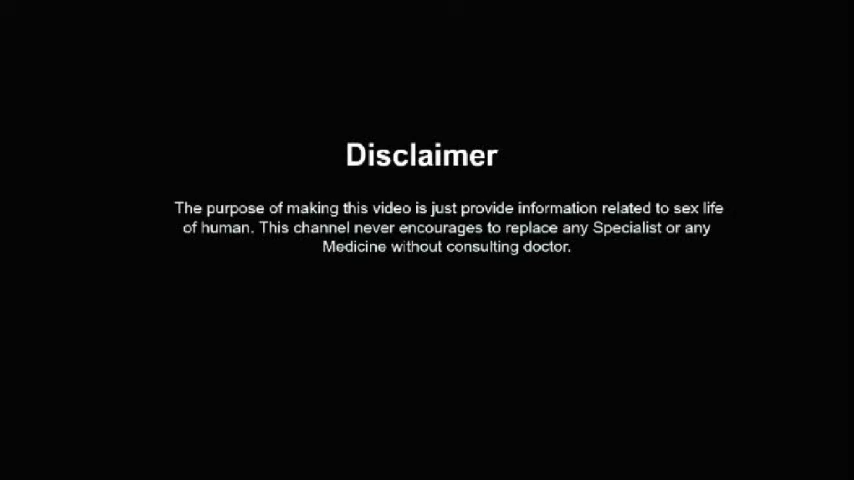 Disclaimer
The purpose of making this video is just provide information related to sex life
of human. This channel never encourages to replace any Specialist or any
Medicine without consulting doctor.